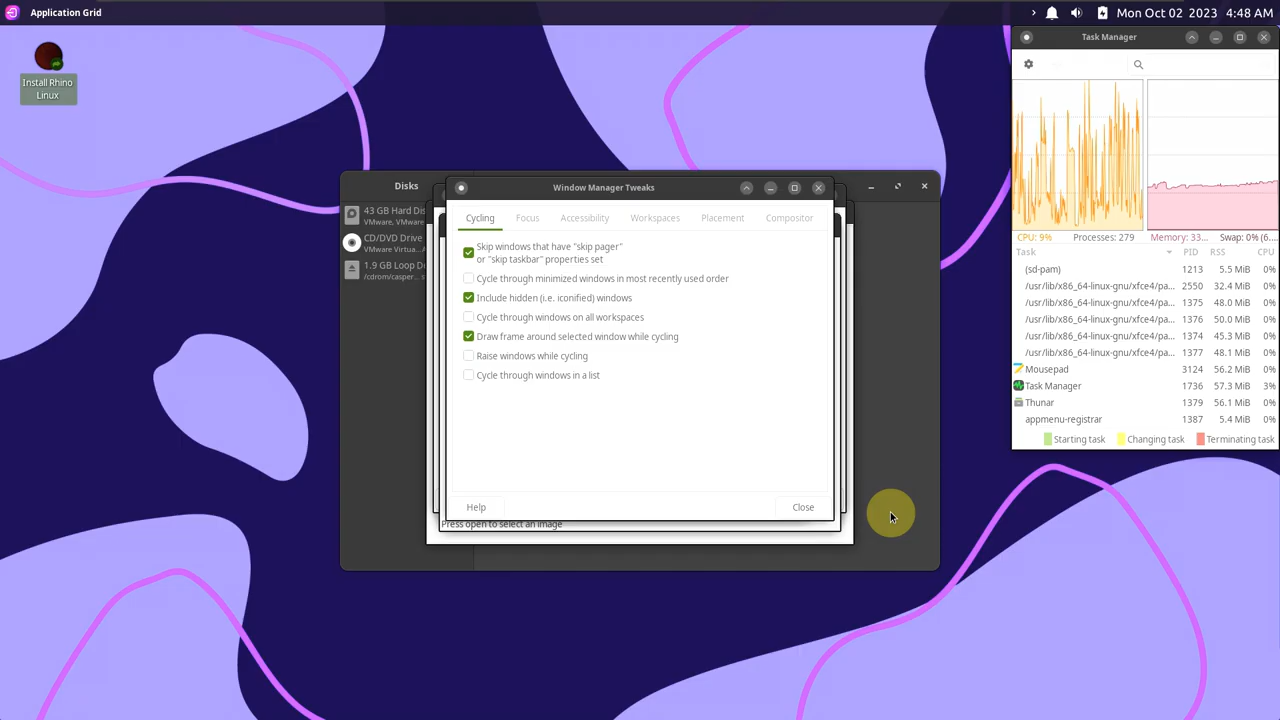 Application Grid
Mon Oct 02 2023 4:48 AM
Install Rhino
Linux
Task Manager
CPU: 9%
Processes: 279
Memory: 33...
Swap: 0% (6...
Task PID RSS CPU
(sd-pam) 1213 5.5 MiB 0%
/usr/lib/x86_64-linux-gnu/xfce4/pa... 2550 32.4 MiB 0%
/usr/lib/x86_64-linux-gnu/xfce4/pa... 1375 48.0 MiB 0%
/usr/lib/x86_64-linux-gnu/xfce4/pa... 1376 50.0 MiB 0%
/usr/lib/x86_64-linux-gnu/xfce4/pa... 1374 45.3 MiB 0%
/usr/lib/x86_64-linux-gnu/xfce4/pa... 1377 48.1 MiB 0%
Mousepad 3124 56.2 MiB 0%
Task Manager 1736 57.3 MiB 3%
Thunar 1379 56.1 MiB 0%
appmenu-registrar 1387 5.4 MiB 0%
Starting task Changing task Terminating task
Disks
43 GB Hard Dis
VMware, VMware
CD/DVD Drive
VMware Virtua..
1.9 GB Loop D
/cdrom/casper
Window Manager Tweaks
Cycling Focus Accessibility Workspaces Placement Compositor
Skip windows that have "skip pager"
or "skip taskbar" properties set
Cycle through minimized windows in most recently used order
Include hidden (i.e. iconified) windows
Cycle through windows on all workspaces
Draw frame around selected window while cycling
Raise windows while cycling
Cycle through windows in a list
Help Close
Press open to select an image